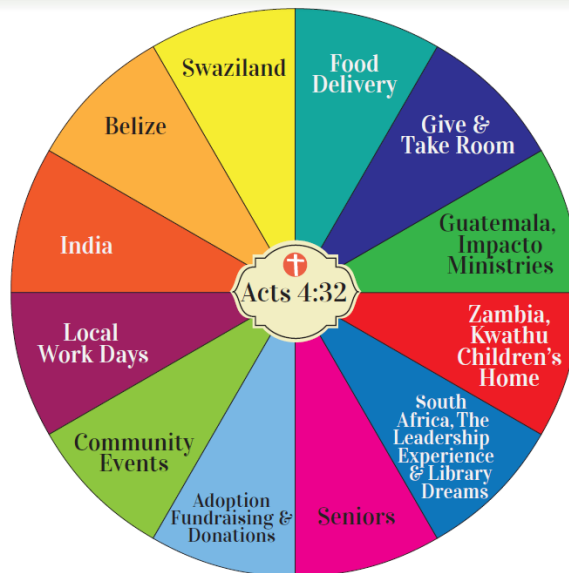 Swaziland
Food
Delivery
Give &
Take Room
Guatemala,
Impacto
Ministries
Zambia,
Kwathu
Children's
Home
South
Africa, The
Leadership
Experience
& Library
Dreams
Seniors
Adoption
Fundraising &
Donations
Community
Events
Local
Work Days
India
Belize
Acts 4:32